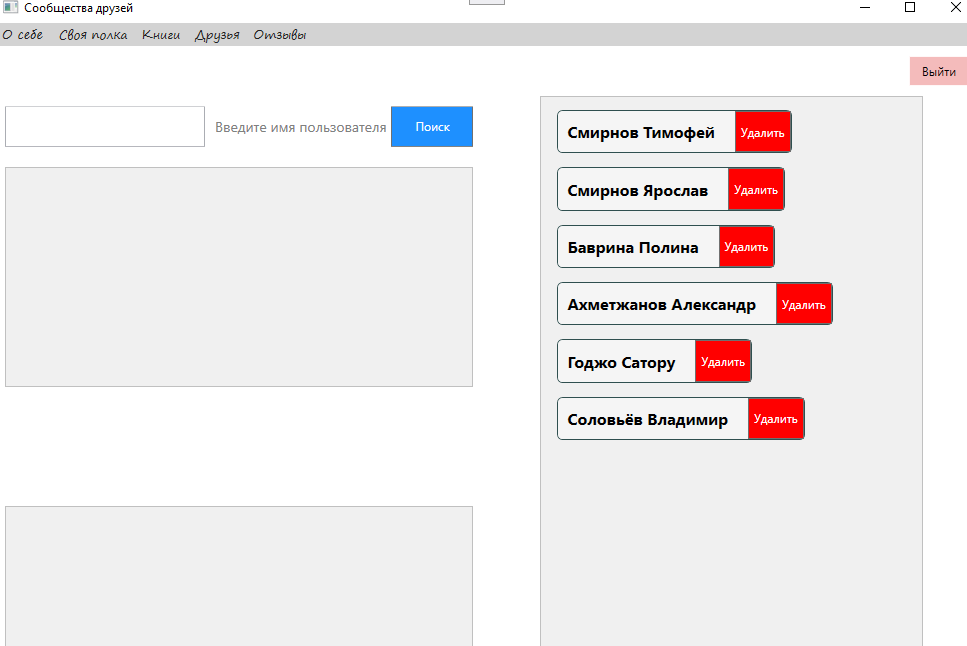 Сообщества друзей
О себе Своя полка Книги Друзья Отзывы
Выйти
Введите имя пользователя Поиск
Смирнов Тимофей Удалить
Смирнов Ярослав Удалить
Баврина Полина Удалить
Ахметжанов Александр Удалить
Годжо Сатору Удалить
Соловьёв Владимир Удалить